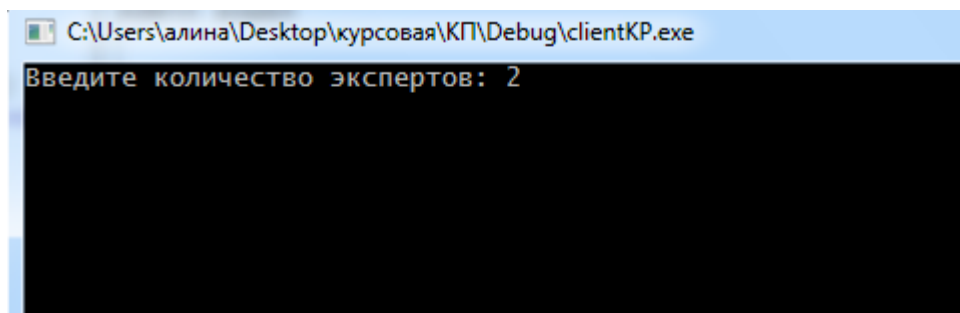 C:\Users\алина\Desktop\курсовая\КП\Debug\clientKP.exe
Введите количество экспертов: 2